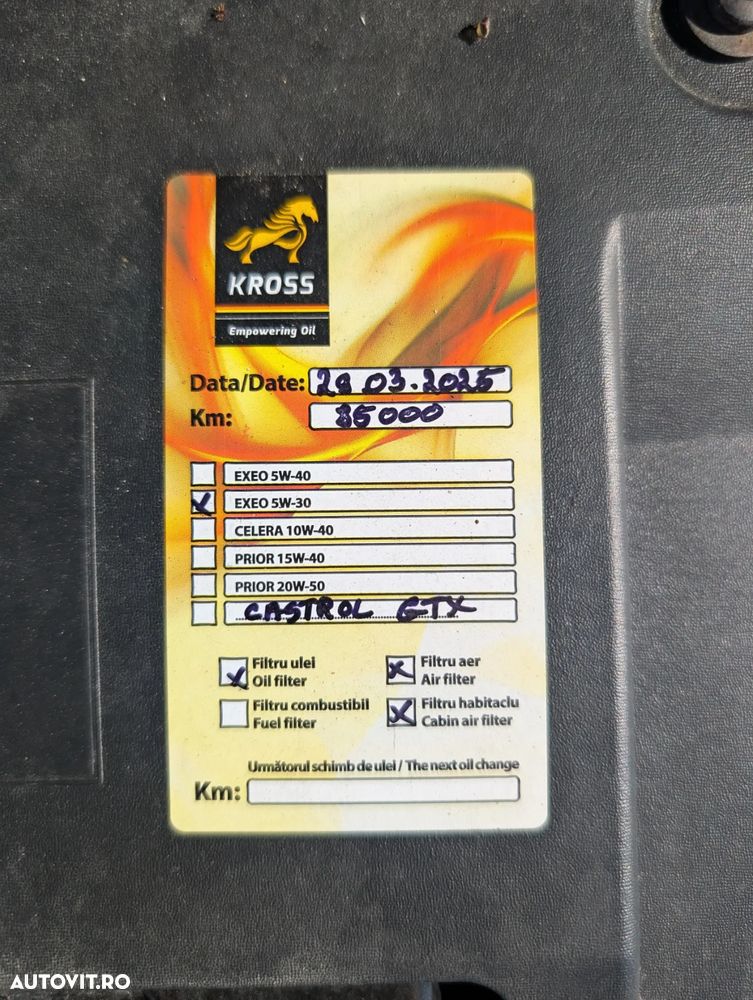 KROSS
Empowering Oil
Data/Date: 28.03.2025
Km: 85000
EXEO 5W-40
EXEO 5W-30
CELERA 10W-40
PRIOR 15W-40
PRIOR 20W-50
CASTROL GTX
Filtru ulei
Oil filter
Filtru aer
Air filter
Filtru combustibil
Fuel filter
Filtru habitaclu
Cabin air filter
Următorul schimb de ulei / The next oil change
Km:
AUTOVIT.RO